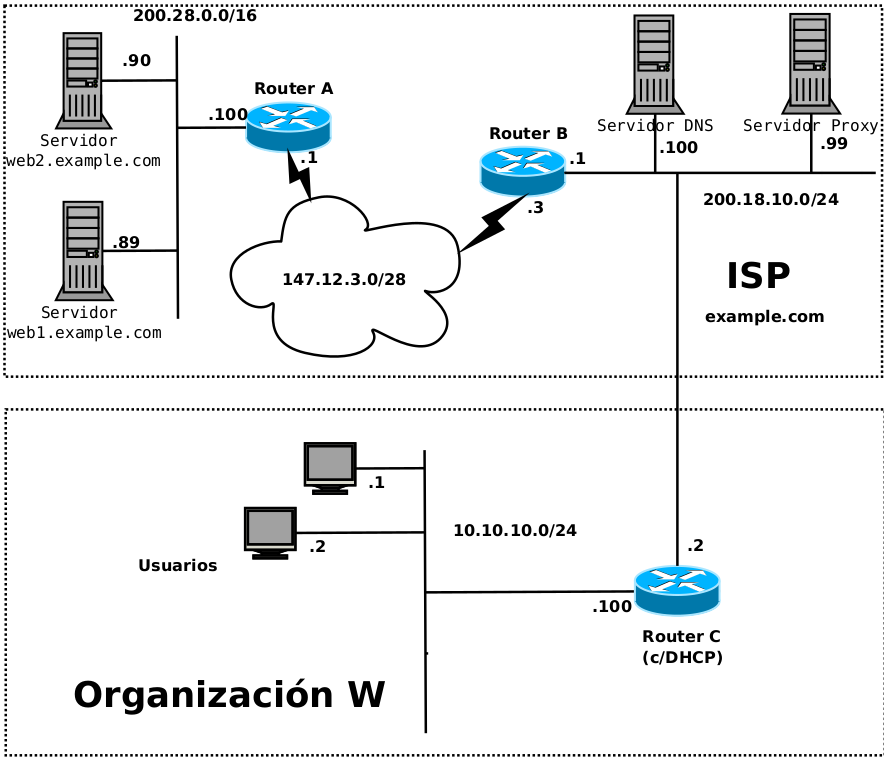 200.28.0.0/16
.90
Servidor
web2.example.com
Router A
.100
.1
Router B
.1
.3
Servidor DNS
.100
Servidor Proxy
.99
200.18.10.0/24
.89
Servidor
web1.example.com
147.12.3.0/28
ISP
example.com
.1
.2
Usuarios
10.10.10.0/24
.2
.100
Router C
(c/DHCP)
Organización W